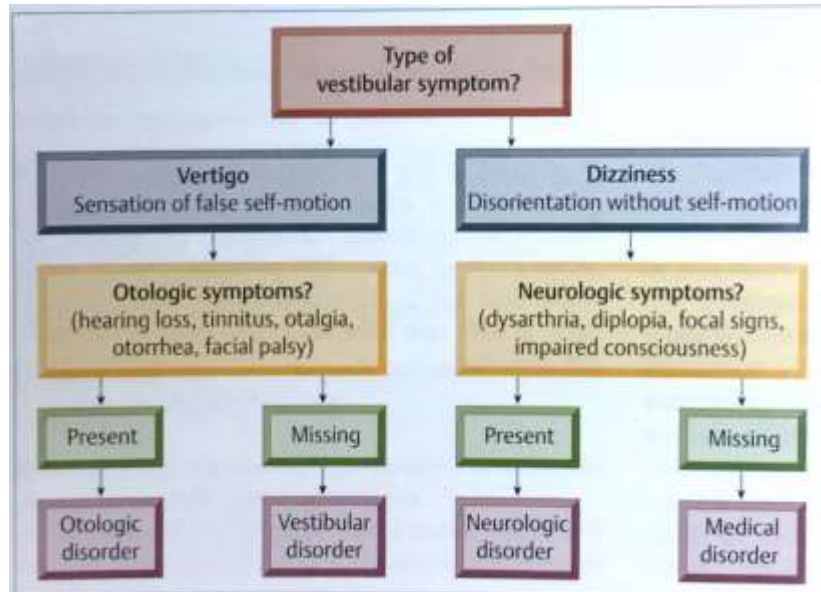 Type of
vestibular symptom?
Vertigo
Sensation of false self-motion
Dizziness
Disorientation without self-motion
Otologic symptoms?
(hearing loss, tinnitus, otalgia,
otorrhea, facial palsy)
Neurologic symptoms?
(dysarthria, diplopia, focal signs,
impaired consciousness)
Present
Missing
Present
Missing
Otologic
disorder
Vestibular
disorder
Neurologic
disorder
Medical
disorder